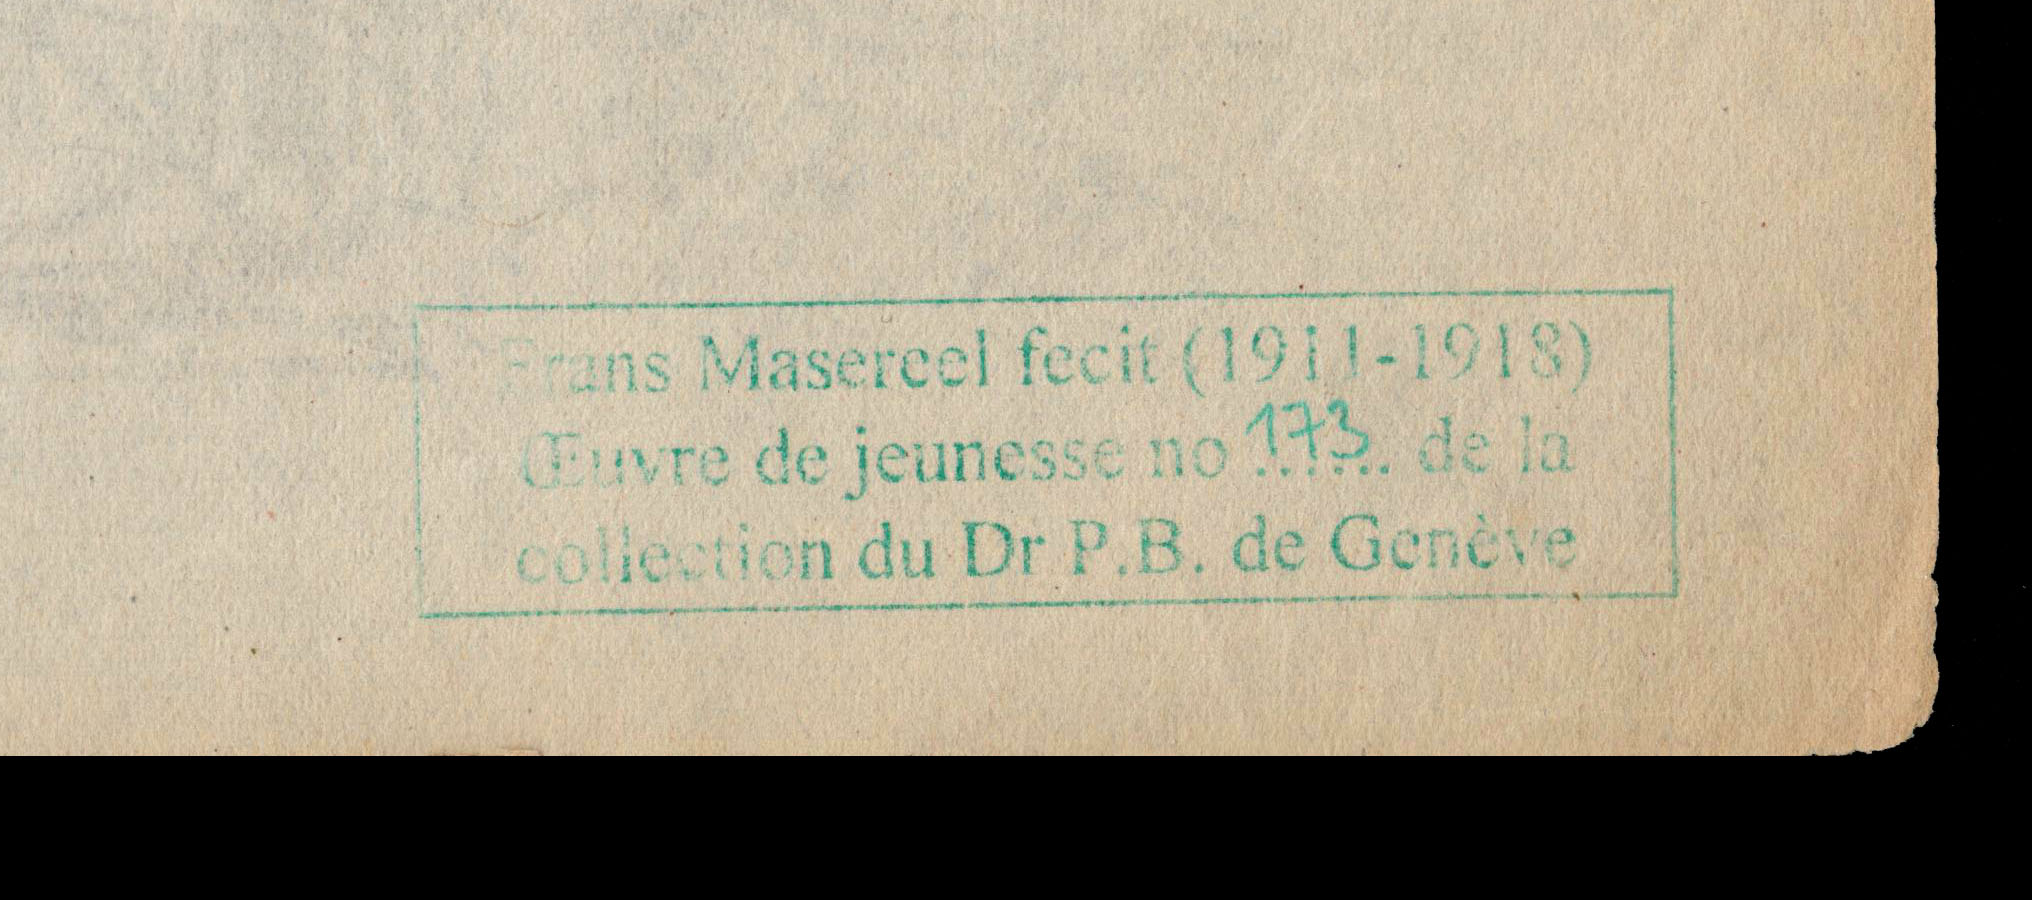 Frans Masereel fecit (1911-1918)
Œuvre de jeunesse no 173 de la
collection du Dr P.B. de Genève